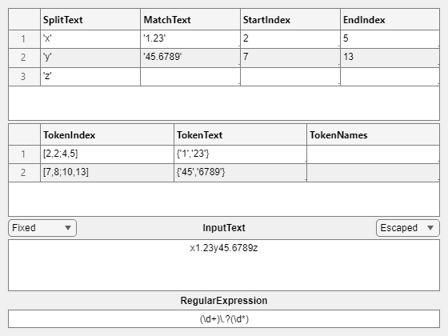 SplitText MatchText StartIndex EndIndex
1 'x' '1.23' 2 5
2 'y' '45.6789' 7 13
3 'z'
TokenIndex TokenText TokenNames
1 [2,2;4,5] {'1','23'}
2 [7,8;10,13] {'45','6789'}
Fixed InputText Escaped
x1.23y45.6789z
RegularExpression
(\d+)\.?(\d*)